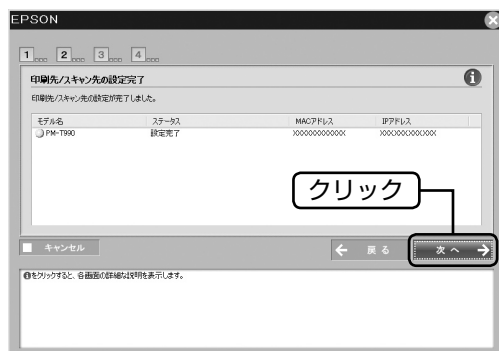 EPSON
1 2 3 4
印刷先/スキャン先の設定完了
印刷先/スキャン先の設定が完了しました。
モデル名 ステータス MACアドレス IPアドレス
PM-T990 設定完了 XXXXXXXXXXXX XXX.XXX.XXX.XXX
クリック
キャンセル 戻る 次へ
をクリックすると、各画面の詳細な説明を表示します。